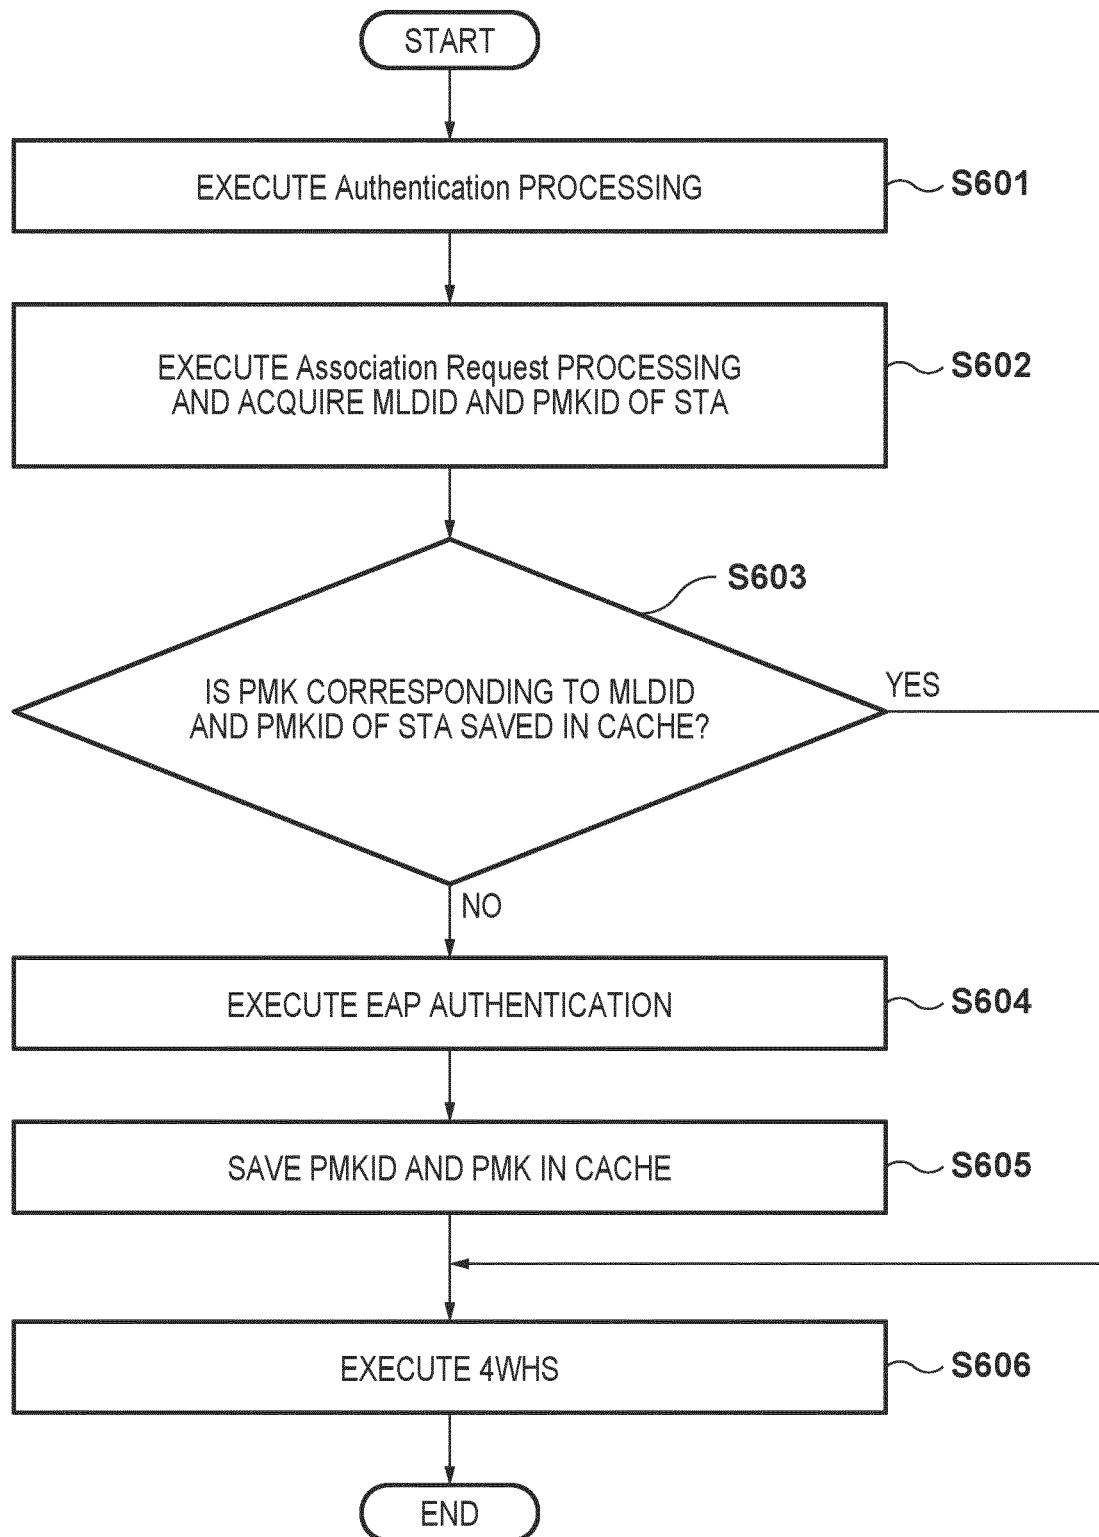 START
EXECUTE Authentication PROCESSING
S601
EXECUTE Association Request PROCESSING
AND ACQUIRE MLDID AND PMKID OF STA
S602
S603
IS PMK CORRESPONDING TO MLDID
AND PMKID OF STA SAVED IN CACHE?
YES
NO
EXECUTE EAP AUTHENTICATION
S604
SAVE PMKID AND PMK IN CACHE
S605
EXECUTE 4WHS
S606
END